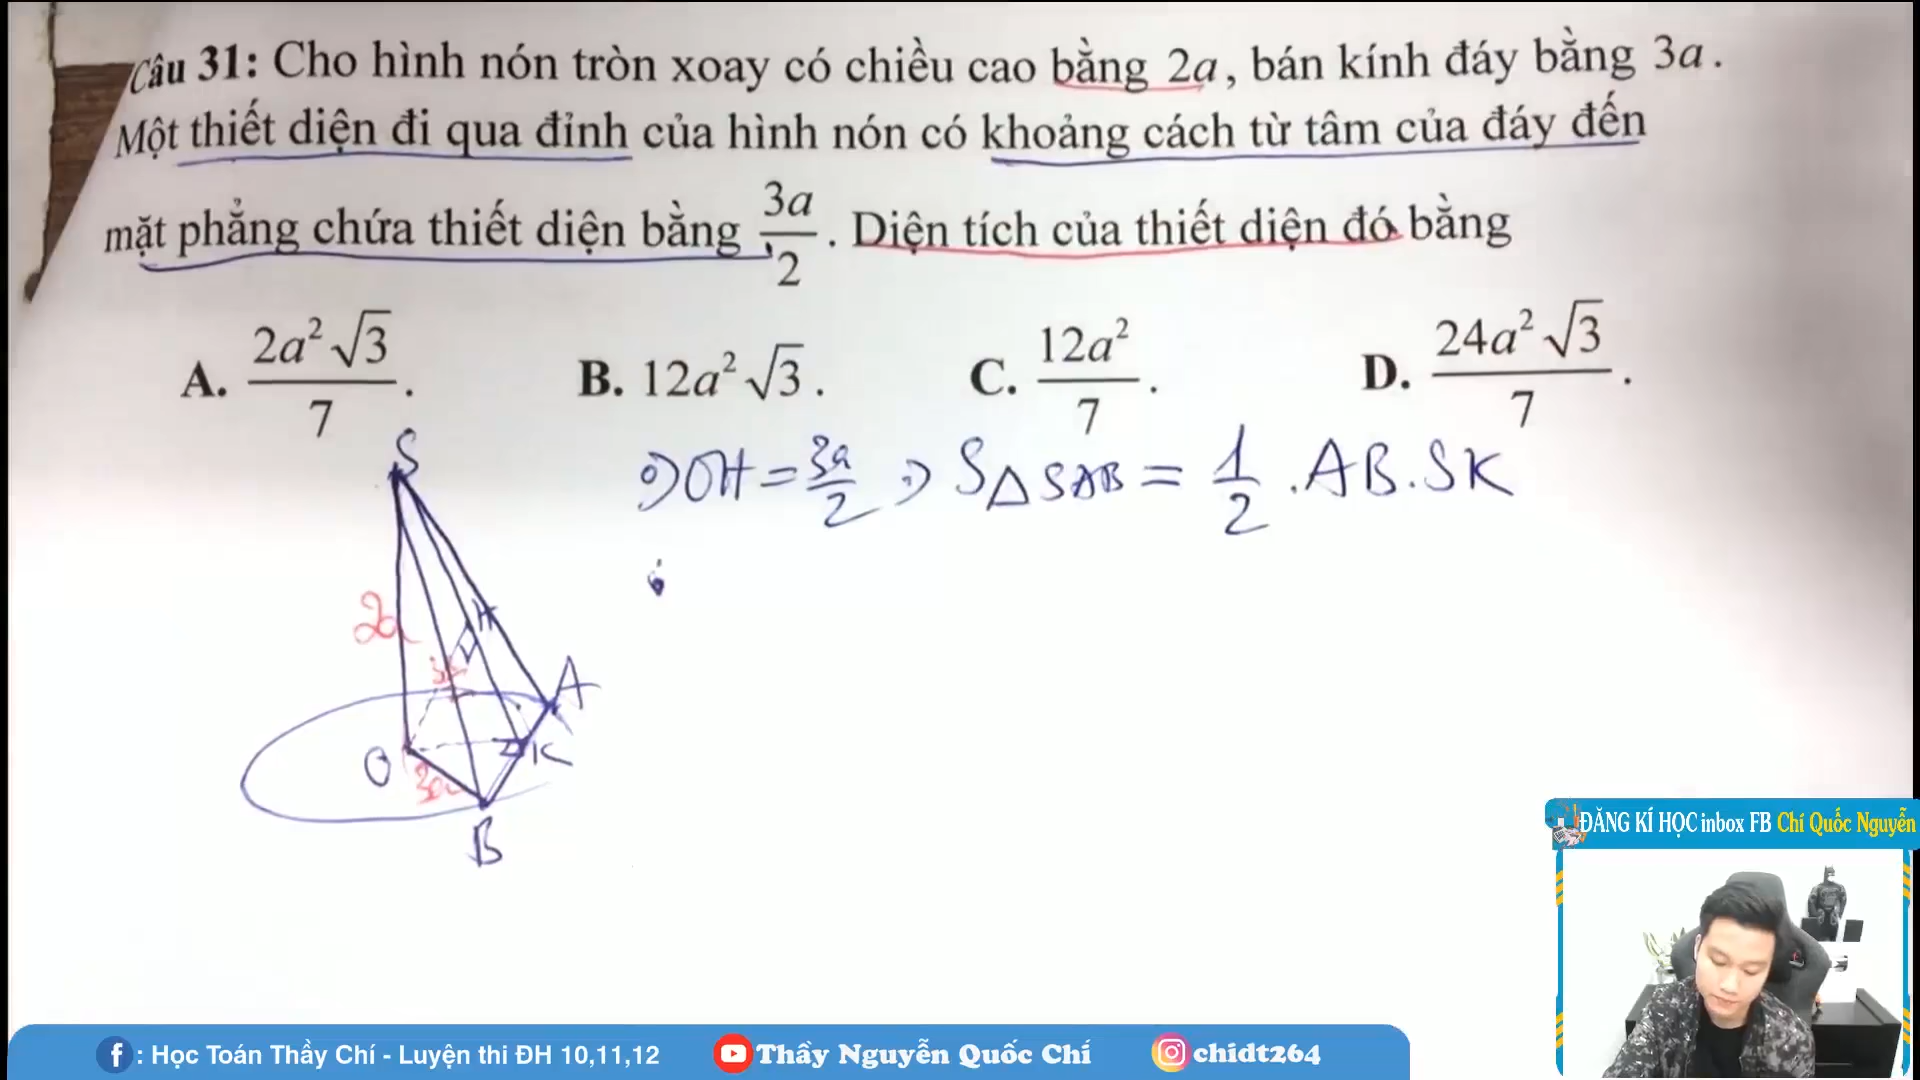 Câu 31: Cho hình nón tròn xoay có chiều cao bằng 2a, bán kính đáy bằng 3a.
Một thiết diện đi qua đỉnh của hình nón có khoảng cách từ tâm của đáy đến
mặt phẳng chứa thiết diện bằng 3a/2. Diện tích của thiết diện đó bằng
A. 2a²√3/7. B. 12a²√3. C. 12a²/7. D. 24a²√3/7.
OH = 3a/2 S△SAB = 1/2 . AB . SK
S
2a
H
A
O
K
3a
B
ĐĂNG KÍ HỌC inbox FB Chí Quốc Nguyễn
f : Học Toán Thầy Chí - Luyện thi ĐH 10,11,12 Thầy Nguyễn Quốc Chí chidt264